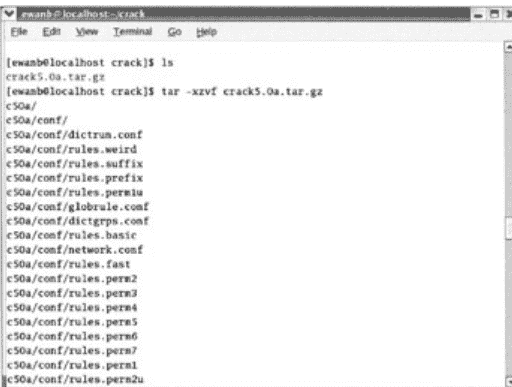 ewanb@localhost:~/crack
File Edit View Terminal Go Help
[ewanb@localhost crack]$ ls
crack5.0a.tar.gz
[ewanb@localhost crack]$ tar -xzvf crack5.0a.tar.gz
c50a/
c50a/conf/
c50a/conf/dictrun.conf
c50a/conf/rules.weird
c50a/conf/rules.suffix
c50a/conf/rules.prefix
c50a/conf/rules.perm1u
c50a/conf/globrule.conf
c50a/conf/dictgrps.conf
c50a/conf/rules.basic
c50a/conf/network.conf
c50a/conf/rules.fast
c50a/conf/rules.perm2
c50a/conf/rules.perm3
c50a/conf/rules.perm4
c50a/conf/rules.perm5
c50a/conf/rules.perm6
c50a/conf/rules.perm7
c50a/conf/rules.perm1
c50a/conf/rules.perm2u